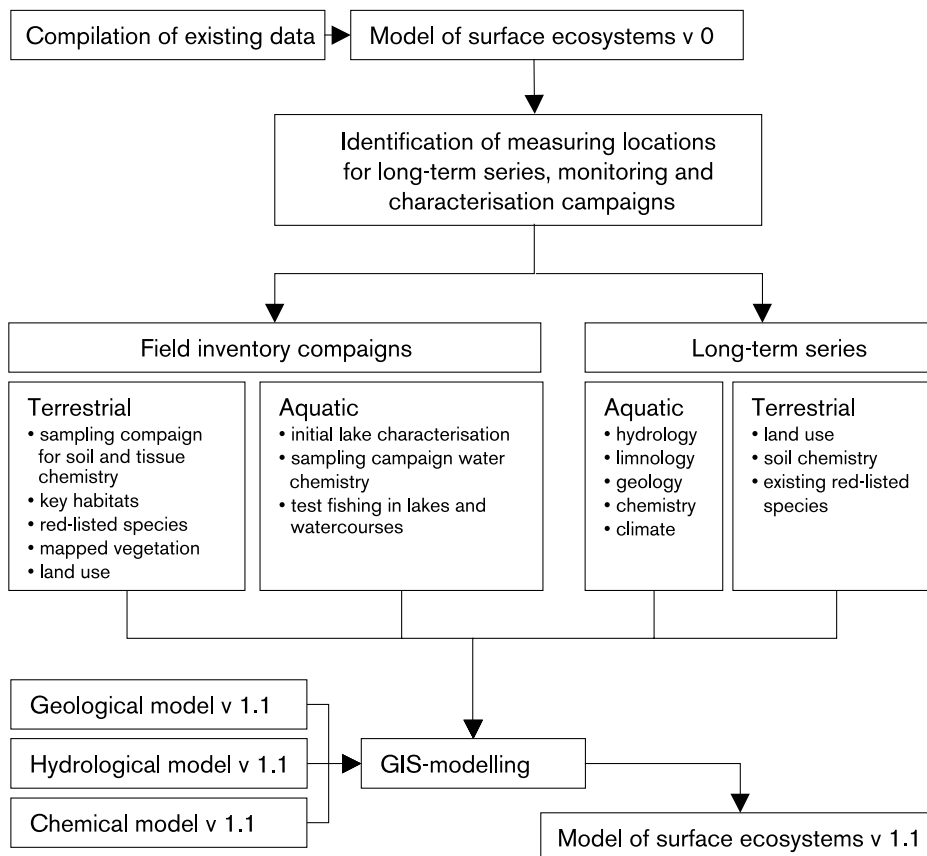 Compilation of existing data
Model of surface ecosystems v 0
Identification of measuring locations
for long-term series, monitoring and
characterisation campaigns
Field inventory compaigns
Long-term series
Terrestrial
• sampling compaign
for soil and tissue
chemistry
• key habitats
• red-listed species
• mapped vegetation
• land use
Aquatic
• initial lake characterisation
• sampling campaign water
chemistry
• test fishing in lakes and
watercourses
Aquatic
• hydrology
• limnology
• geology
• chemistry
• climate
Terrestrial
• land use
• soil chemistry
• existing red-listed
species
Geological model v 1.1
Hydrological model v 1.1
Chemical model v 1.1
GIS-modelling
Model of surface ecosystems v 1.1